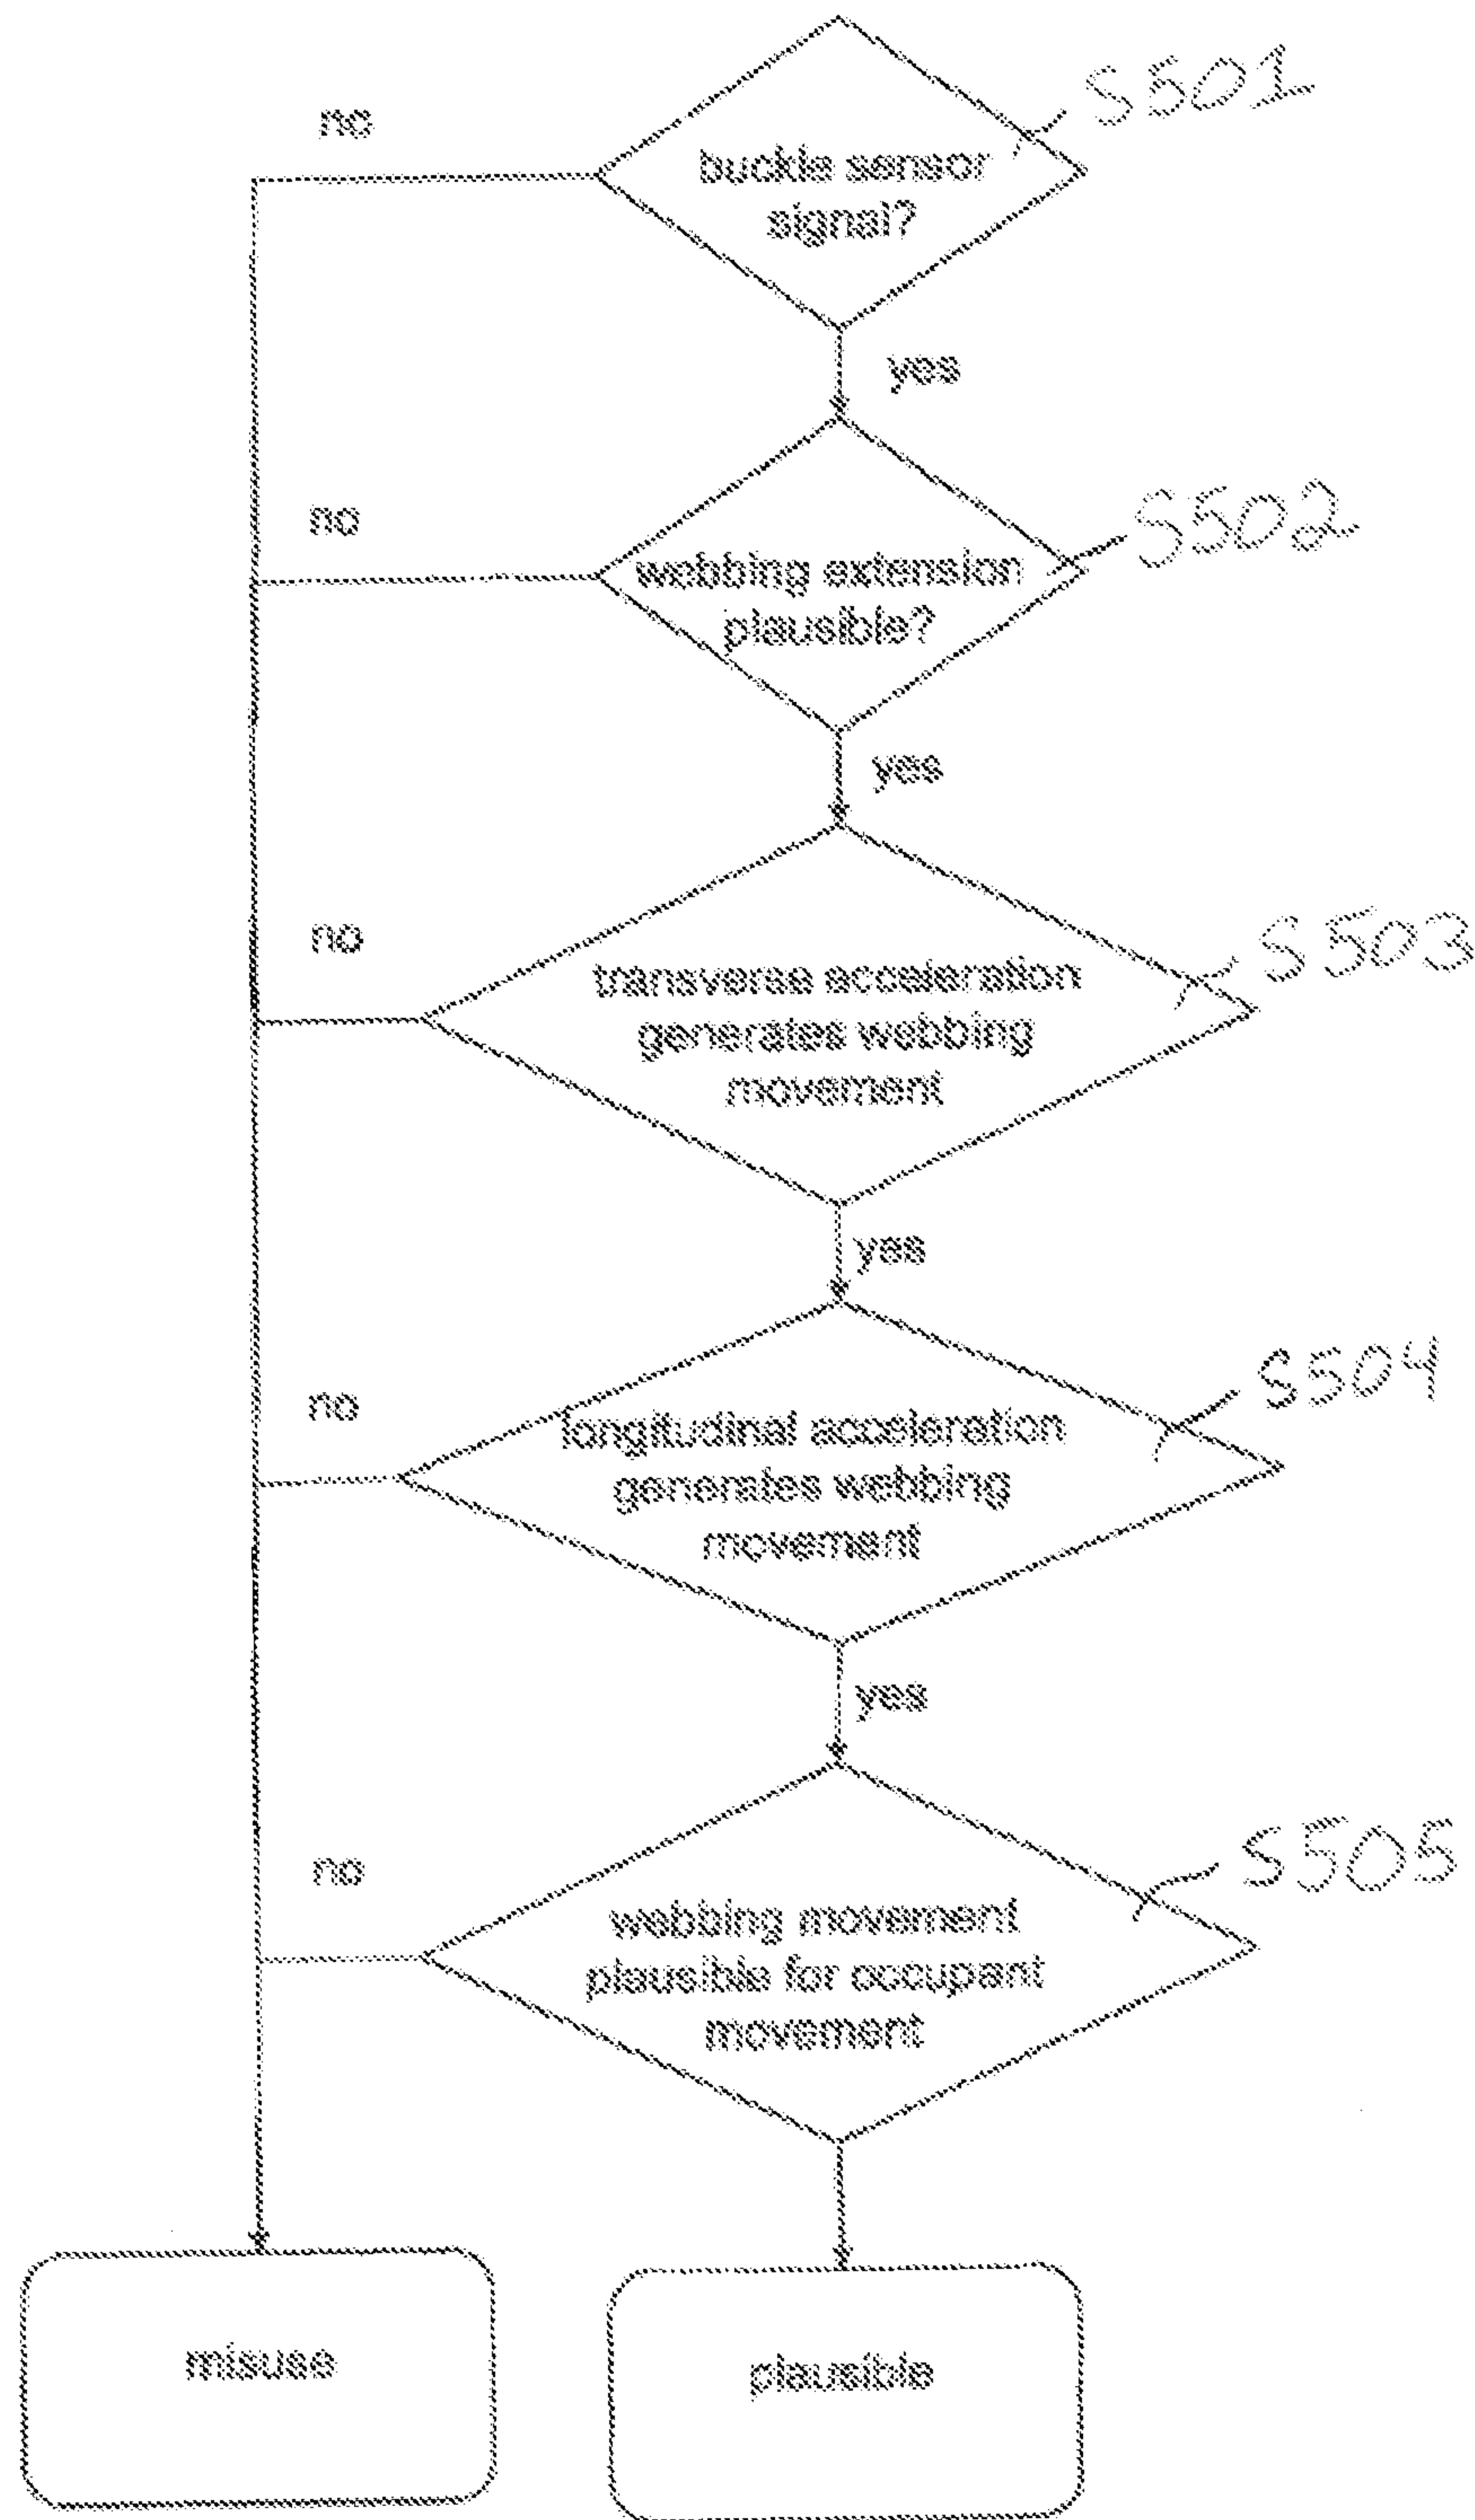 no
S501
buckle sensor
signal?
yes
no
S502
webbing extension
plausible?
yes
no
S503
transverse acceleration
generates webbing
movement
yes
no
S504
longitudinal acceleration
generates webbing
movement
yes
no
S505
webbing movement
plausible for occupant
movement
misuse
plausible